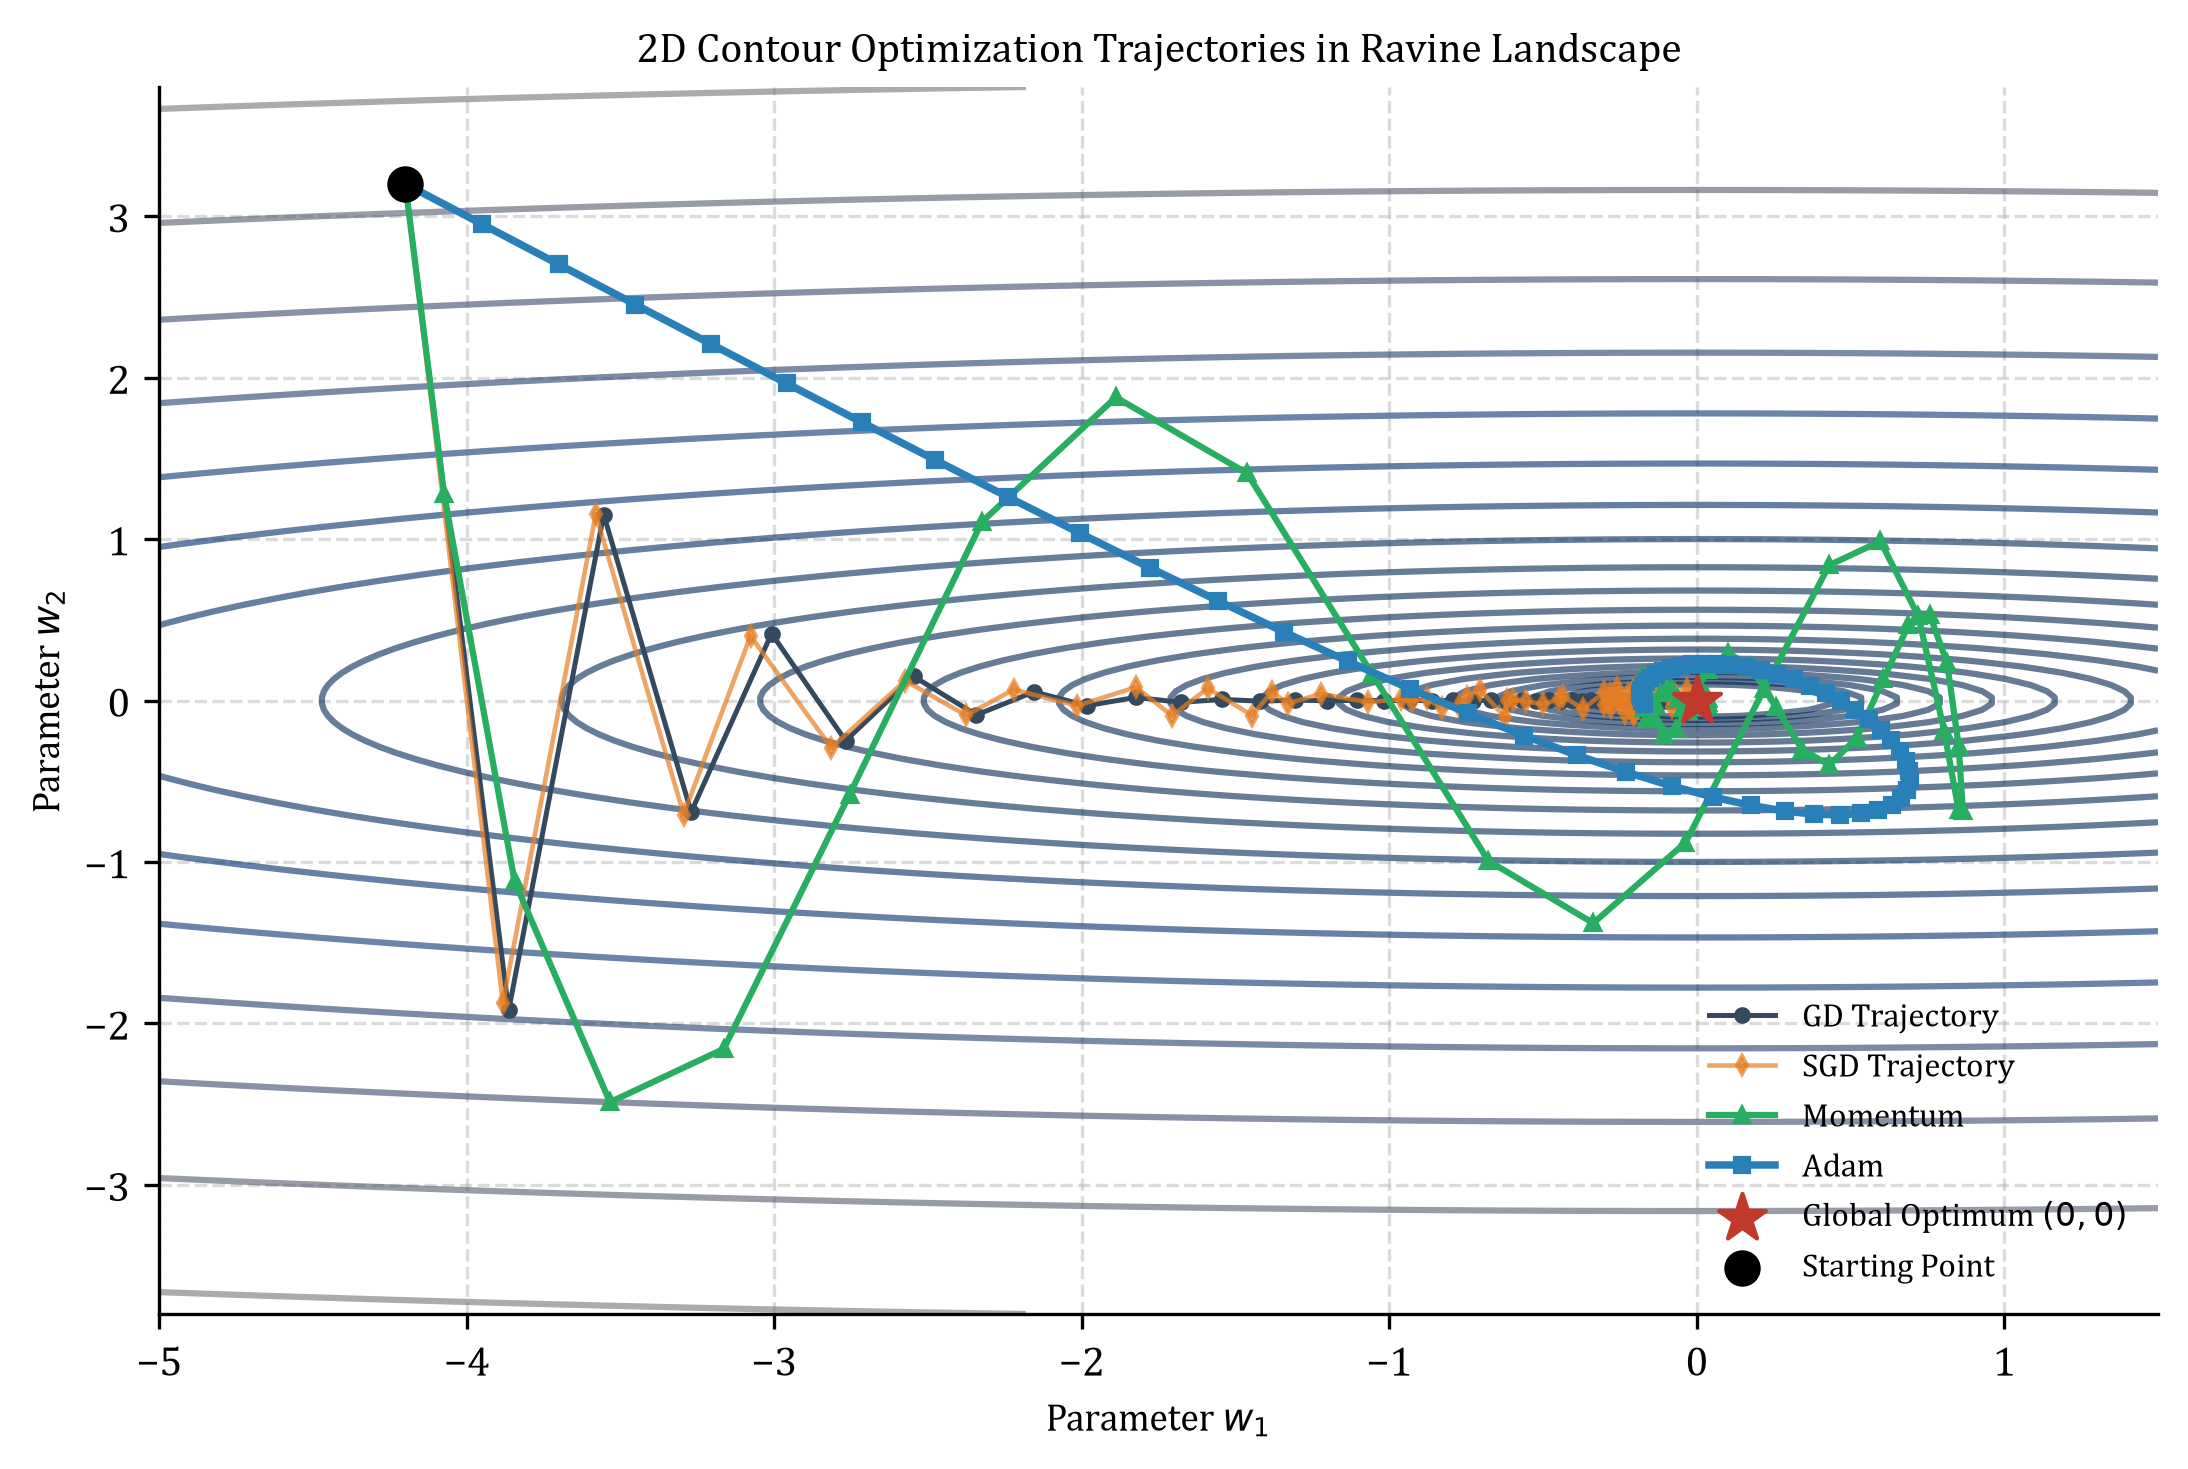 2D Contour Optimization Trajectories in Ravine Landscape
Parameter w₂
3
2
1
0
−1
−2
−3
−5
−4
−3
−2
−1
0
1
Parameter w₁
GD Trajectory
SGD Trajectory
Momentum
Adam
Global Optimum (0, 0)
Starting Point